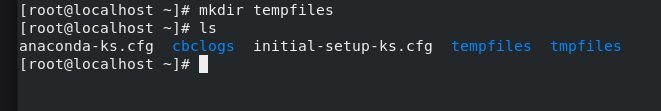 [root@localhost ~]# mkdir tempfiles
[root@localhost ~]# ls
anaconda-ks.cfg  cbclogs  initial-setup-ks.cfg  tempfiles  tmpfiles
[root@localhost ~]#